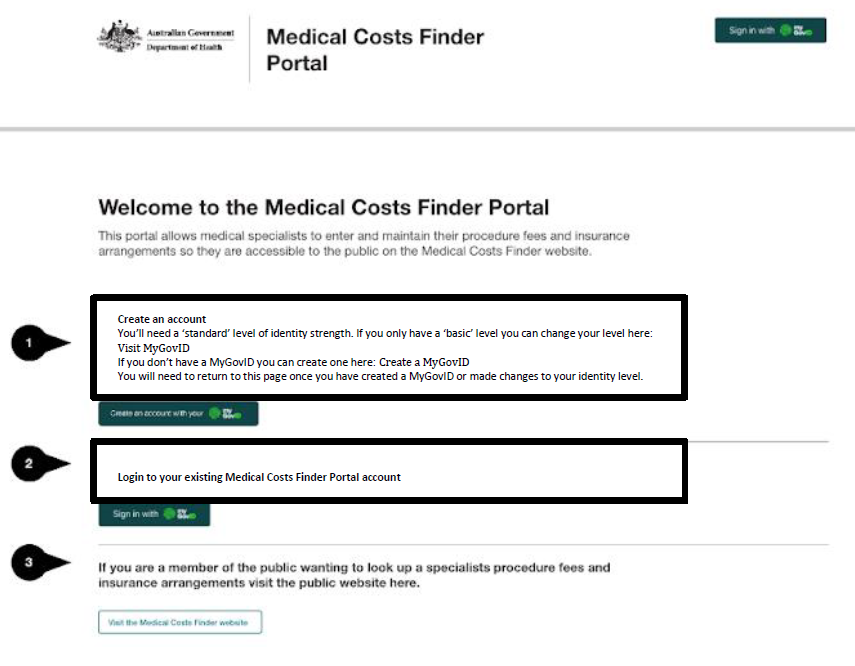 Australian Government
Department of Health
Medical Costs Finder
Portal
Sign in with my GovID
Welcome to the Medical Costs Finder Portal
This portal allows medical specialists to enter and maintain their procedure fees and insurance
arrangements so they are accessible to the public on the Medical Costs Finder website.
1
Create an account
You’ll need a ‘standard’ level of identity strength. If you only have a ‘basic’ level you can change your level here:
Visit MyGovID
If you don’t have a MyGovID you can create one here: Create a MyGovID
You will need to return to this page once you have created a MyGovID or made changes to your identity level.
Create an account with your my GovID
2
Login to your existing Medical Costs Finder Portal account
Sign in with my GovID
3
If you are a member of the public wanting to look up a specialists procedure fees and
insurance arrangements visit the public website here.
Visit the Medical Costs Finder website